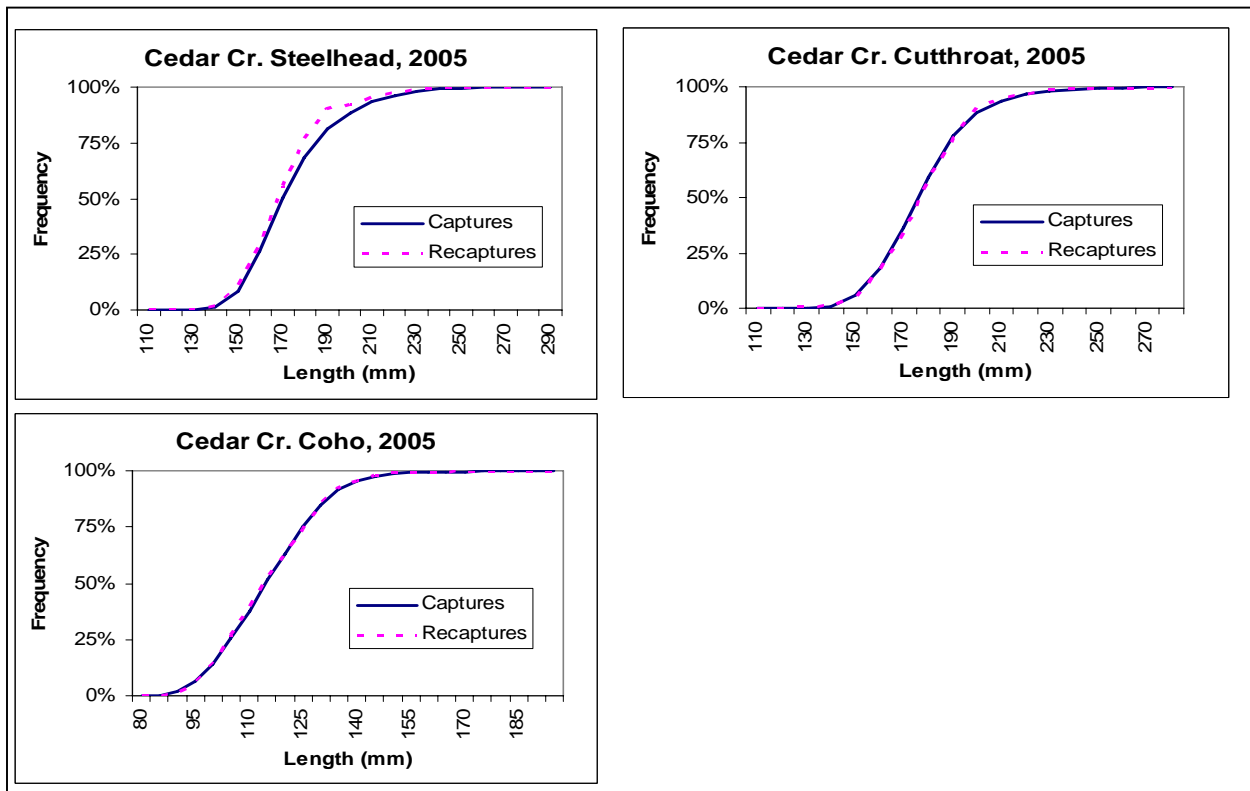 Cedar Cr. Steelhead, 2005
100%
75%
50%
25%
0%
Frequency
Captures
Recaptures
110
130
150
170
190
210
230
250
270
290
Length (mm)
Cedar Cr. Cutthroat, 2005
100%
75%
50%
25%
0%
Frequency
Captures
Recaptures
110
130
150
170
190
210
230
250
270
Length (mm)
Cedar Cr. Coho, 2005
100%
75%
50%
25%
0%
Frequency
Captures
Recaptures
80
95
110
125
140
155
170
185
Length (mm)